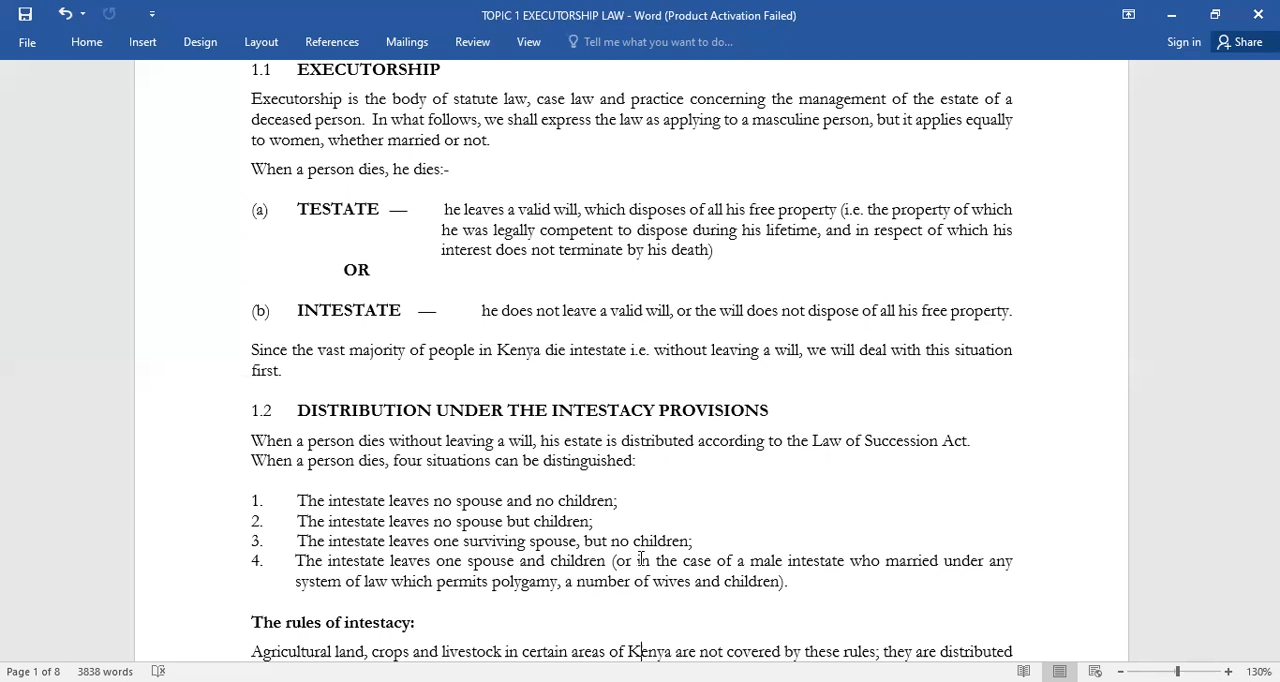 TOPIC 1 EXECUTORSHIP LAW - Word (Product Activation Failed)
File Home Insert Design Layout References Mailings Review View Tell me what you want to do... Sign in Share
1.1 EXECUTORSHIP
Executorship is the body of statute law, case law and practice concerning the management of the estate of a
deceased person. In what follows, we shall express the law as applying to a masculine person, but it applies equally
to women, whether married or not.
When a person dies, he dies:-
(a) TESTATE — he leaves a valid will, which disposes of all his free property (i.e. the property of which
he was legally competent to dispose during his lifetime, and in respect of which his
interest does not terminate by his death)
OR
(b) INTESTATE — he does not leave a valid will, or the will does not dispose of all his free property.
Since the vast majority of people in Kenya die intestate i.e. without leaving a will, we will deal with this situation
first.
1.2 DISTRIBUTION UNDER THE INTESTACY PROVISIONS
When a person dies without leaving a will, his estate is distributed according to the Law of Succession Act.
When a person dies, four situations can be distinguished:
1. The intestate leaves no spouse and no children;
2. The intestate leaves no spouse but children;
3. The intestate leaves one surviving spouse, but no children;
4. The intestate leaves one spouse and children (or in the case of a male intestate who married under any
system of law which permits polygamy, a number of wives and children).
The rules of intestacy:
Agricultural land, crops and livestock in certain areas of Kenya are not covered by these rules; they are distributed
Page 1 of 8 3838 words 130%